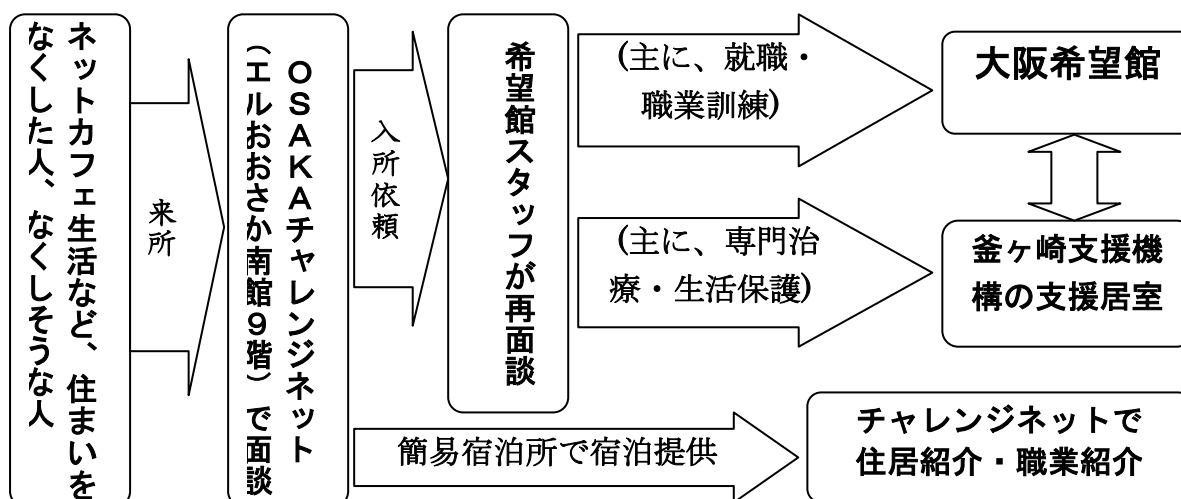 ネットカフェ生活など、住まいを
なくした人、なくしそうな人
来所
ＯＳＡＫＡチャレンジネット
（エルおおさか南館９階）で面談
入所依頼
希望館スタッフが再面談
(主に、就職・
職業訓練)
大阪希望館
(主に、専門治
療・生活保護)
釜ヶ崎支援機
構の支援居室
簡易宿泊所で宿泊提供
チャレンジネットで
住居紹介・職業紹介